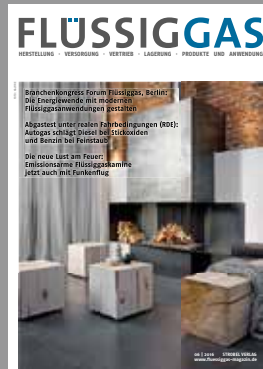 FLÜSSIGGAS
HERSTELLUNG · VERSORGUNG · VERTRIEB · LAGERUNG · PRODUKTE UND ANWENDUNG
Branchenkongress Forum Flüssiggas, Berlin:
Die Energiewende mit modernen
Flüssiggasanwendungen gestalten
Abgastest unter realen Fahrbedingungen (RDE):
Autogas schlägt Diesel bei Stickoxiden
und Benzin bei Feinstaub
Die neue Lust am Feuer:
Emissionsarme Flüssiggaskamine
jetzt auch mit Funkenflug
STROBEL VERLAG
www.fluessiggas-magazin.de